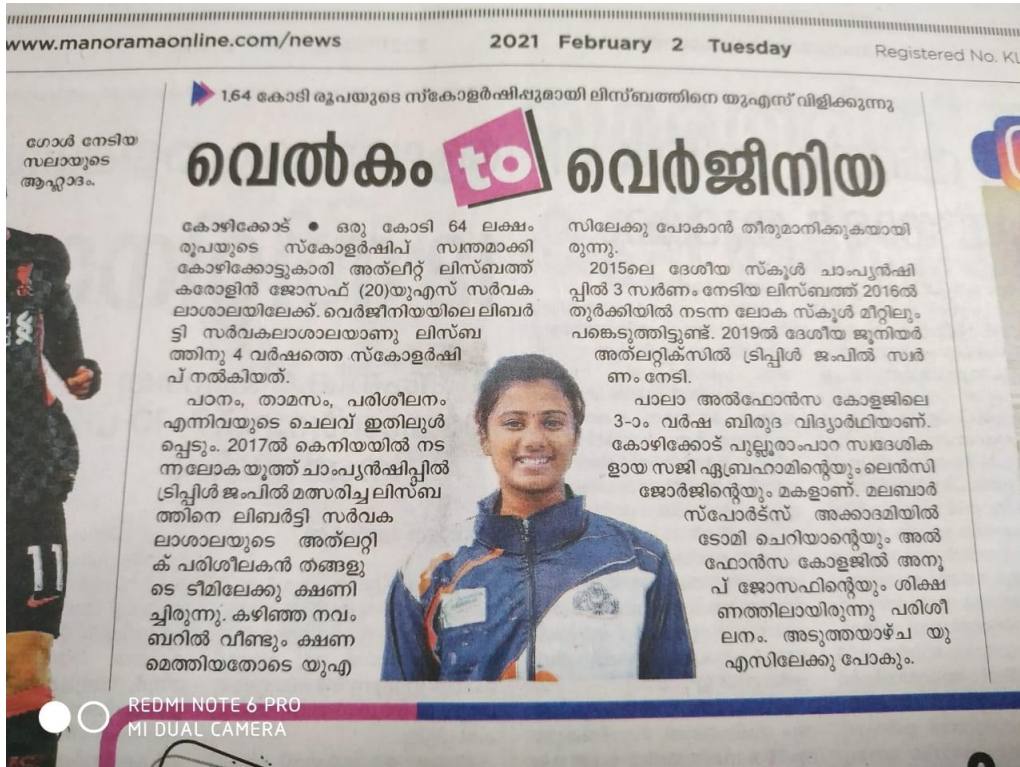 www.manoramaonline.com/news
2021 February 2 Tuesday
Registered No. KL
ഗോൾ നേടിയ
സലായുടെ
ആഹ്ലാദം.
1.64 കോടി രൂപയുടെ സ്കോളർഷിപ്പുമായി ലിസ്ബത്തിനെ യുഎസ് വിളിക്കുന്നു
വെൽകം to വെർജീനിയ
കോഴിക്കോട് ● ഒരു കോടി 64 ലക്ഷം
രൂപയുടെ സ്കോളർഷിപ് സ്വന്തമാക്കി
കോഴിക്കോട്ടുകാരി അത്‌ലീറ്റ് ലിസ്ബത്ത്
കരോളിൻ ജോസഫ് (20)യുഎസ് സർവക
ലാശാലയിലേക്ക്. വെർജീനിയയിലെ ലിബർ
ട്ടി സർവകലാശാലയാണു ലിസ്ബ
ത്തിനു 4 വർഷത്തെ സ്കോളർഷി
പ് നൽകിയത്.
പഠനം, താമസം, പരിശീലനം
എന്നിവയുടെ ചെലവ് ഇതിലുൾ
പ്പെടും. 2017ൽ കെനിയയിൽ നട
ന്ന ലോക യൂത്ത് ചാംപ്യൻഷിപ്പിൽ
ട്രിപ്പിൾ ജംപിൽ മത്സരിച്ച ലിസ്ബ
ത്തിനെ ലിബർട്ടി സർവക
ലാശാലയുടെ അത്‌ലറ്റി
ക് പരിശീലകൻ തങ്ങളു
ടെ ടീമിലേക്കു ക്ഷണി
ച്ചിരുന്നു. കഴിഞ്ഞ നവം
ബറിൽ വീണ്ടും ക്ഷണ
മെത്തിയതോടെ യുഎ
സിലേക്കു പോകാൻ തീരുമാനിക്കുകയായി
രുന്നു.
2015ലെ ദേശീയ സ്കൂൾ ചാംപ്യൻഷി
പ്പിൽ 3 സ്വർണം നേടിയ ലിസ്ബത്ത് 2016ൽ
തുർക്കിയിൽ നടന്ന ലോക സ്കൂൾ മീറ്റിലും
പങ്കെടുത്തിട്ടുണ്ട്. 2019ൽ ദേശീയ ജൂനിയർ
അത്‌ലറ്റിക്സിൽ ട്രിപ്പിൾ ജംപിൽ സ്വർ
ണം നേടി.
പാലാ അൽഫോൻസ കോളജിലെ
3-ാം വർഷ ബിരുദ വിദ്യാർഥിയാണ്.
കോഴിക്കോട് പുല്ലൂരാംപാറ സ്വദേശിക
ളായ സജി ഏബ്രഹാമിന്റെയും ലെൻസി
ജോർജിന്റെയും മകളാണ്. മലബാർ
സ്പോർട്സ് അക്കാദമിയിൽ
ടോമി ചെറിയാന്റെയും അൽ
ഫോൻസ കോളജിൽ അനൂ
പ് ജോസഫിന്റെയും ശിക്ഷ
ണത്തിലായിരുന്നു പരിശീ
ലനം. അടുത്തയാഴ്ച യു
എസിലേക്കു പോകും.
11
REDMI NOTE 6 PRO
MI DUAL CAMERA